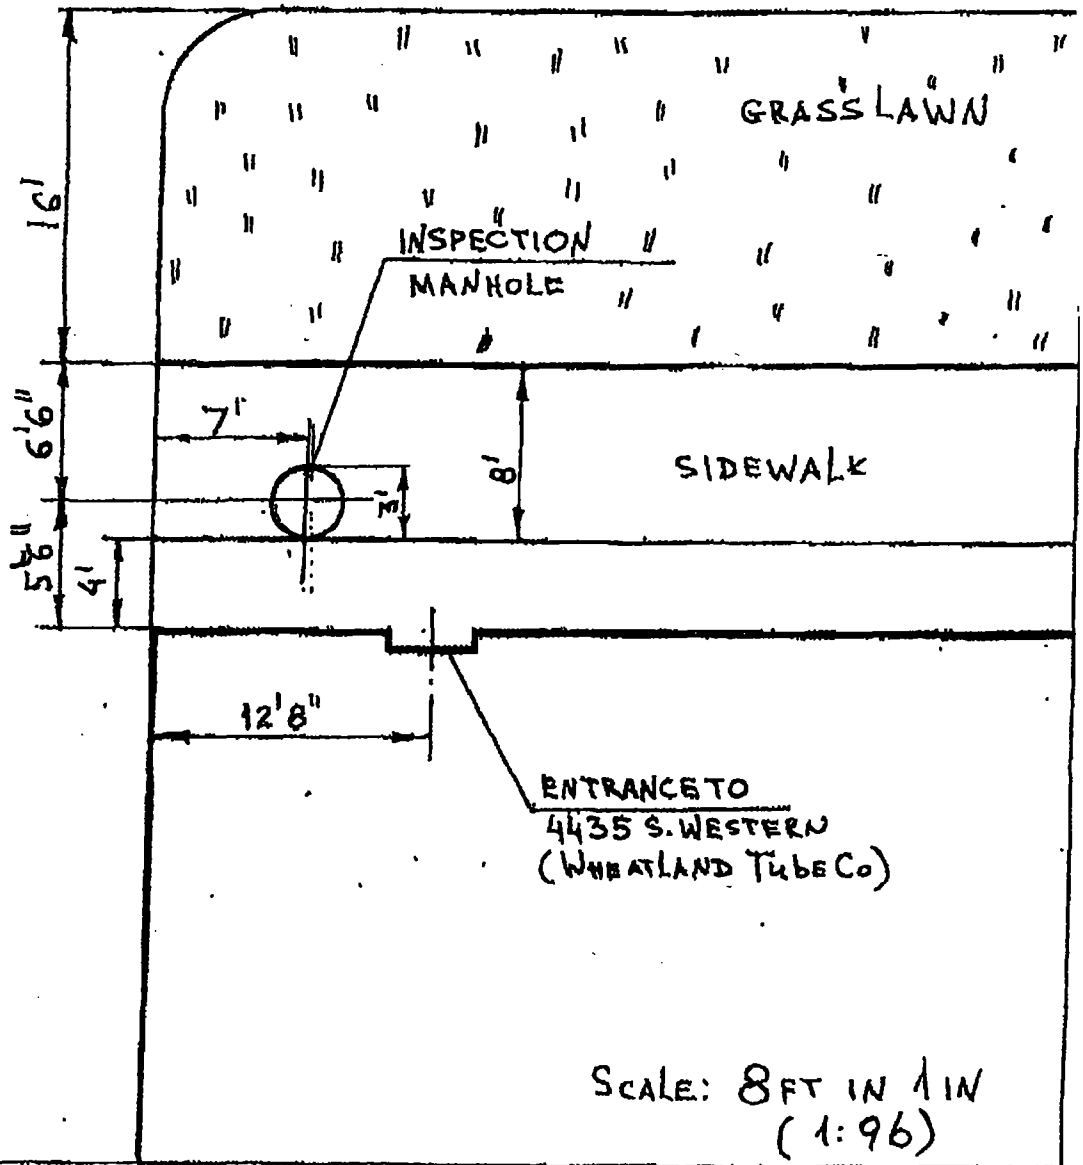 GRASS LAWN
16'
INSPECTION
MANHOLE
7'
6'6"
8'
SIDEWALK
3'
5'6"
4'
12'8"
ENTRANCE TO
4435 S. WESTERN
(WHEATLAND TubE Co)
SCALE: 8 FT IN 1 IN
(1:96)